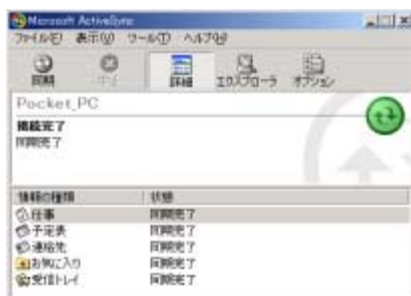 Microsoft ActiveSync
ファイル(F) 表示(V) ツール(T) ヘルプ(H)
同期 中止 詳細 エクスプローラ オプション
Pocket_PC
接続完了
同期完了
情報の種類 状態
仕事 同期完了
予定表 同期完了
連絡先 同期完了
お気に入り 同期完了
受信トレイ 同期完了